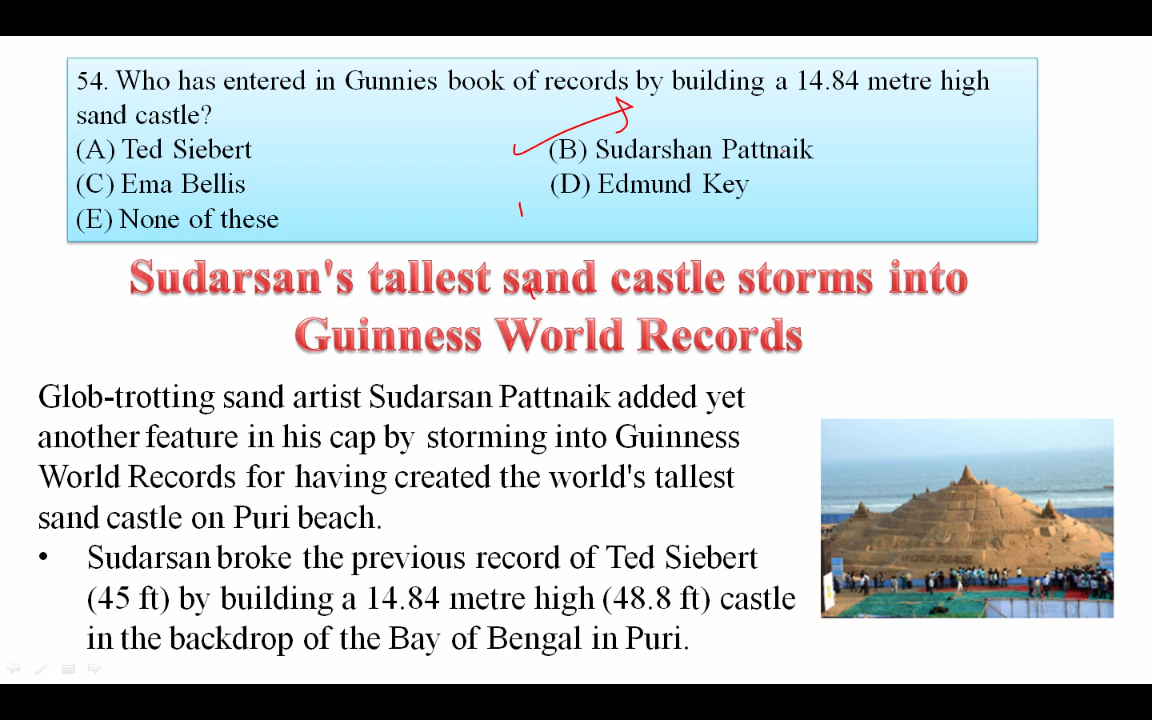 54. Who has entered in Gunnies book of records by building a 14.84 metre high
sand castle?
(A) Ted Siebert (B) Sudarshan Pattnaik
(C) Ema Bellis (D) Edmund Key
(E) None of these
Sudarsan's tallest sand castle storms into
Guinness World Records
Glob-trotting sand artist Sudarsan Pattnaik added yet
another feature in his cap by storming into Guinness
World Records for having created the world's tallest
sand castle on Puri beach.
• Sudarsan broke the previous record of Ted Siebert
(45 ft) by building a 14.84 metre high (48.8 ft) castle
in the backdrop of the Bay of Bengal in Puri.